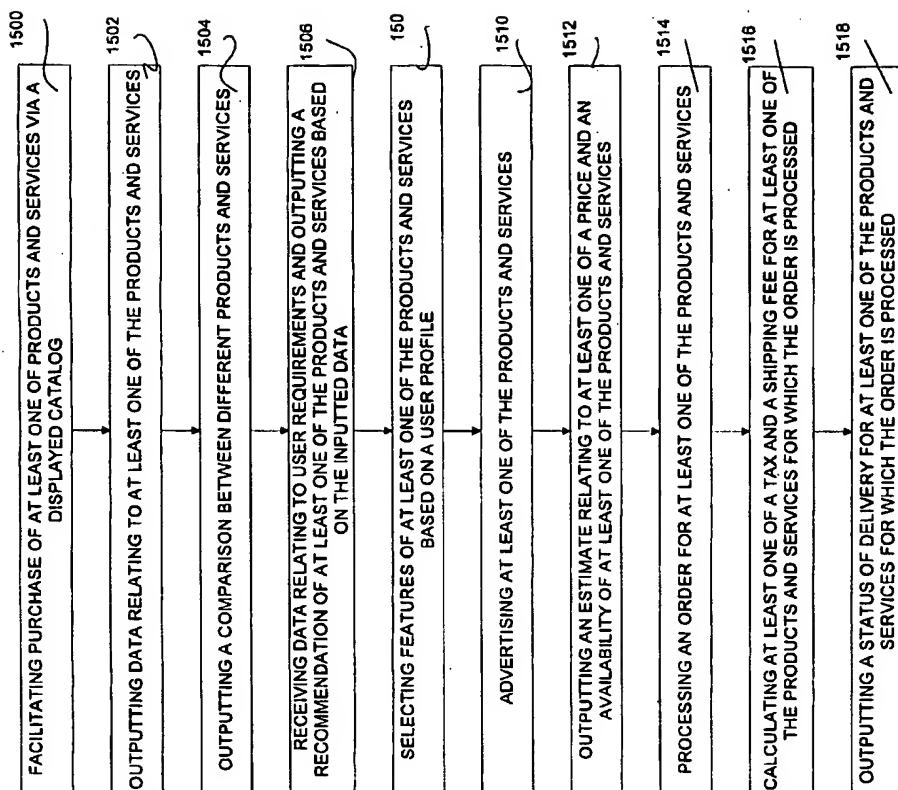 1500
FACILITATING PURCHASE OF AT LEAST ONE OF PRODUCTS AND SERVICES VIA A
DISPLAYED CATALOG
1502
OUTPUTTING DATA RELATING TO AT LEAST ONE OF THE PRODUCTS AND SERVICES
1504
OUTPUTTING A COMPARISON BETWEEN DIFFERENT PRODUCTS AND SERVICES
1506
RECEIVING DATA RELATING TO USER REQUIREMENTS AND OUTPUTTING A
RECOMMENDATION OF AT LEAST ONE OF THE PRODUCTS AND SERVICES BASED
ON THE INPUTTED DATA
150
SELECTING FEATURES OF AT LEAST ONE OF THE PRODUCTS AND SERVICES
BASED ON A USER PROFILE
1510
ADVERTISING AT LEAST ONE OF THE PRODUCTS AND SERVICES
1512
OUTPUTTING AN ESTIMATE RELATING TO AT LEAST ONE OF A PRICE AND AN
AVAILABILITY OF AT LEAST ONE OF THE PRODUCTS AND SERVICES
1514
PROCESSING AN ORDER FOR AT LEAST ONE OF THE PRODUCTS AND SERVICES
1516
CALCULATING AT LEAST ONE OF A TAX AND A SHIPPING FEE FOR AT LEAST ONE OF
THE PRODUCTS AND SERVICES FOR WHICH THE ORDER IS PROCESSED
1518
OUTPUTTING A STATUS OF DELIVERY FOR AT LEAST ONE OF THE PRODUCTS AND
SERVICES FOR WHICH THE ORDER IS PROCESSED